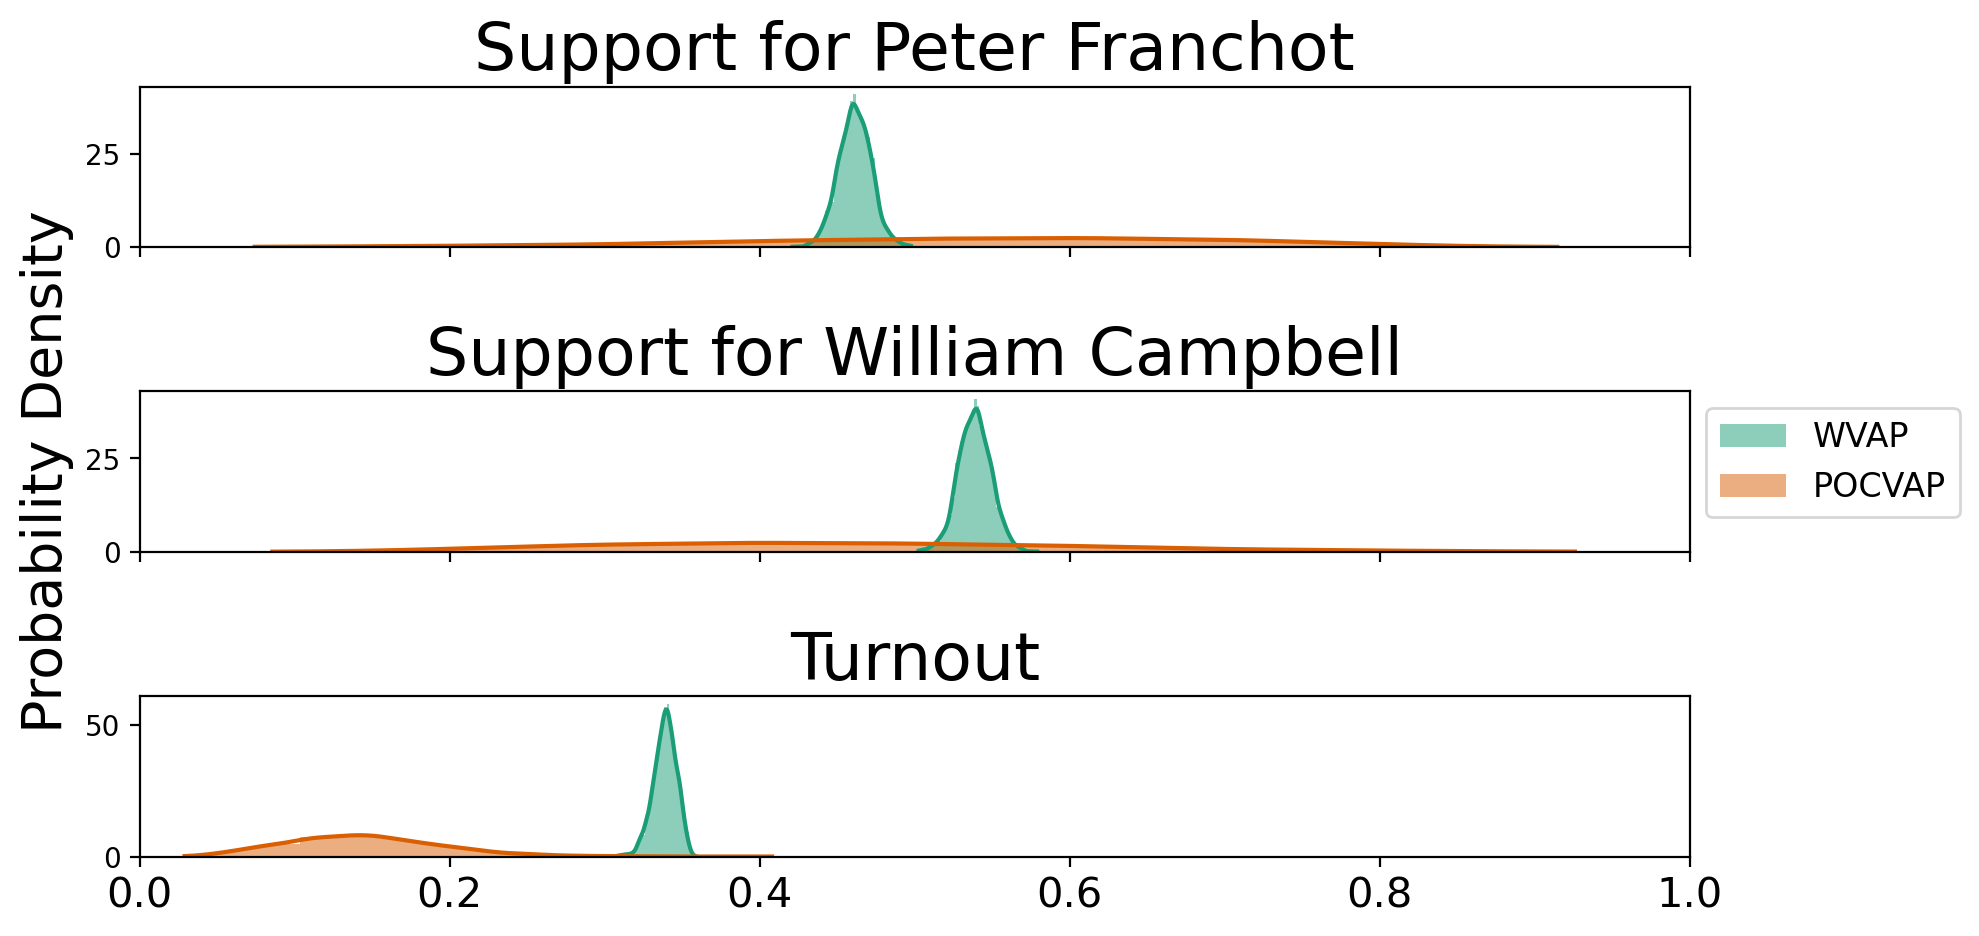 Support for Peter Franchot
25
0
Support for William Campbell
25
0
Turnout
50
0
0.0 0.2 0.4 0.6 0.8 1.0
Probability Density
WVAP
POCVAP